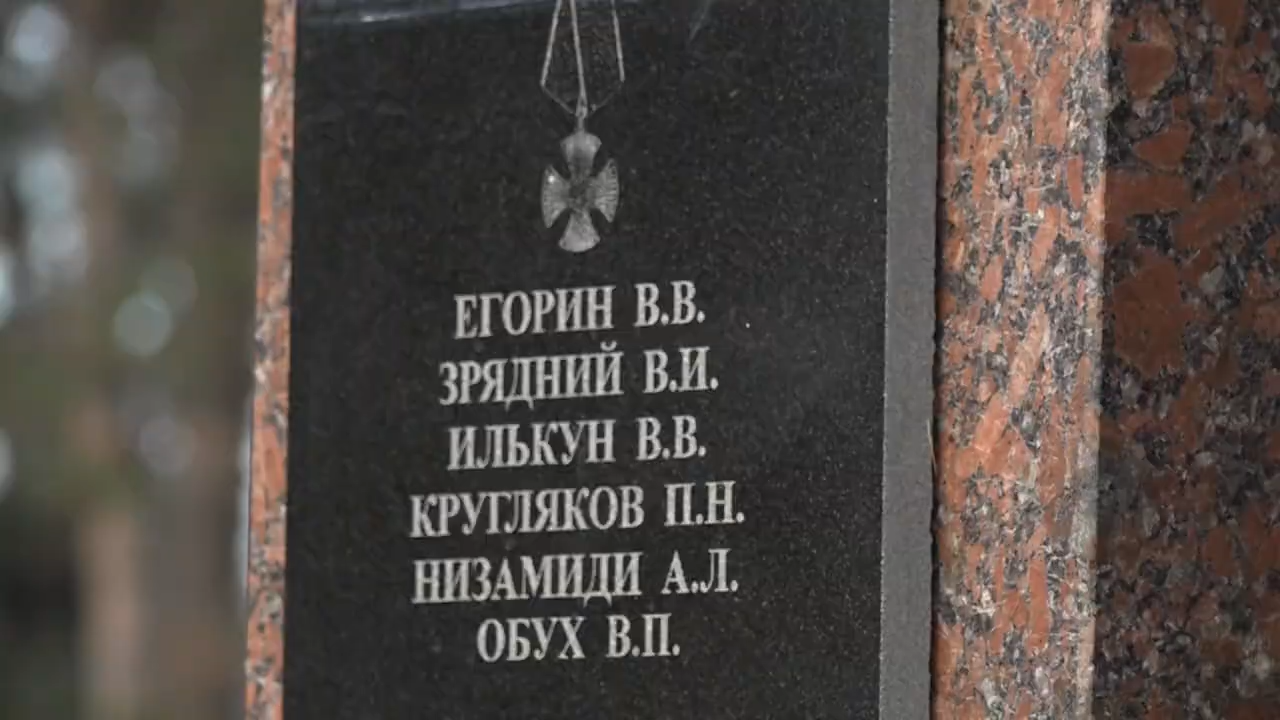 ЕГОРИН В.В.
ЗРЯДНИЙ В.И.
ИЛЬКУН В.В.
КРУГЛЯКОВ П.Н.
НИЗАМИДИ А.Л.
ОБУХ В.П.